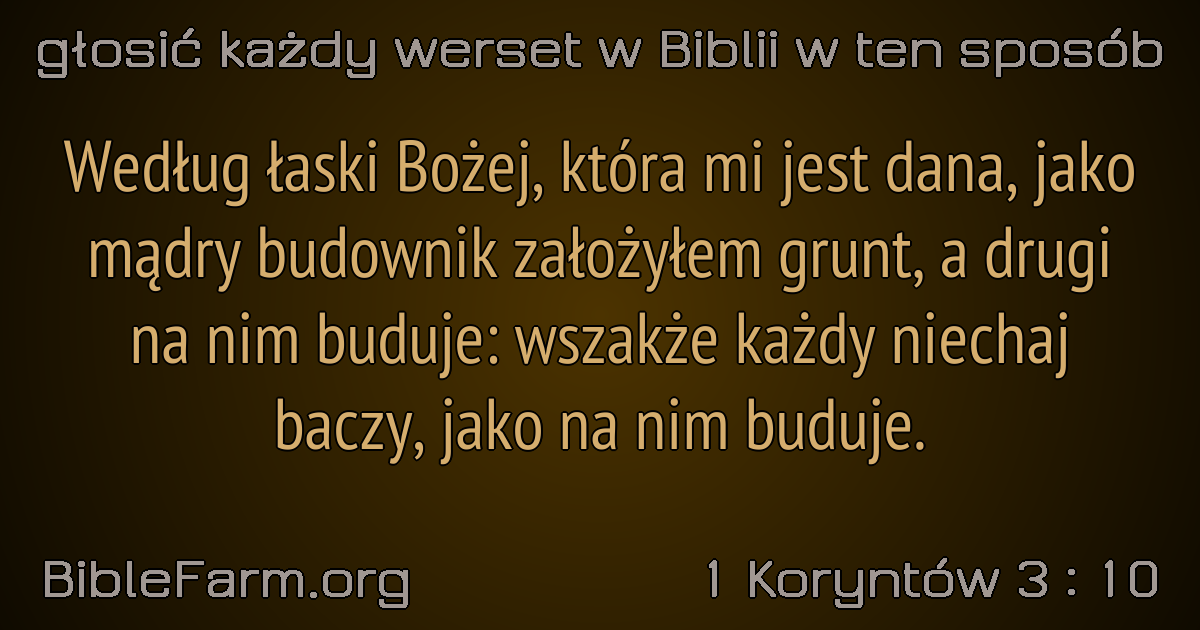 głosić każdy werset w Biblii w ten sposób
Według łaski Bożej, która mi jest dana, jako
mądry budownik założyłem grunt, a drugi
na nim buduje: wszakże każdy niechaj
baczy, jako na nim buduje.
BibleFarm.org
1 Koryntów 3 : 10